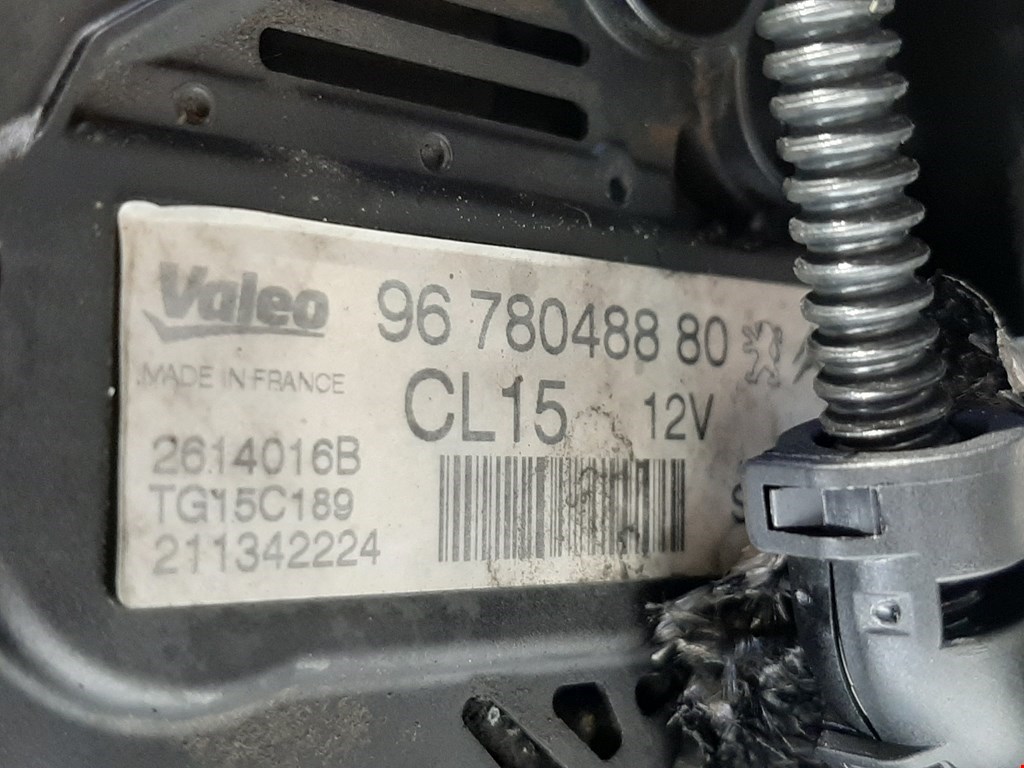 Valeo
96 780488 80
MADE IN FRANCE
CL15 12V
2614016B
TG15C189
211342224
S